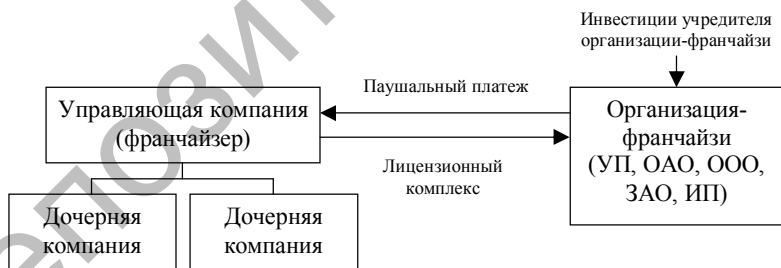 Инвестиции учредителя
организации-франчайзи
Паушальный платеж
Управляющая компания
(франчайзер)
Организация-
франчайзи
(УП, ОАО, ООО,
ЗАО, ИП)
Лицензионный
комплекс
Дочерняя
компания
Дочерняя
компания